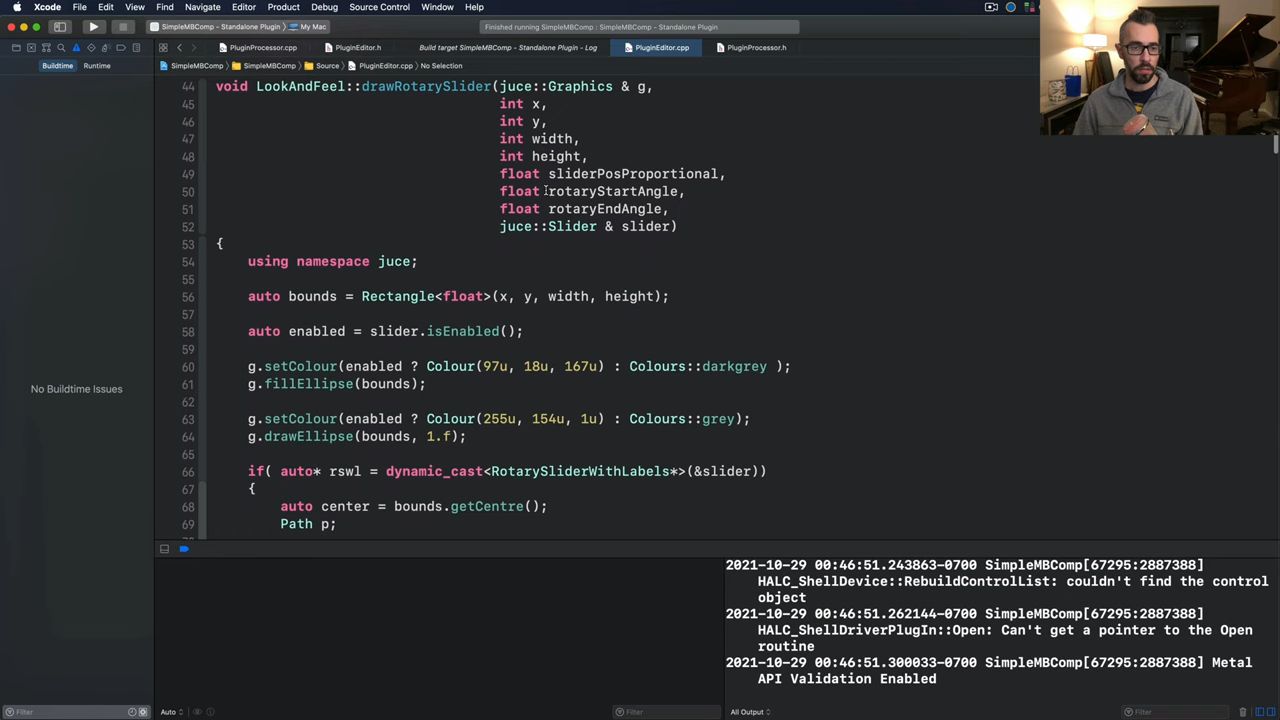 Xcode File Edit View Find Navigate Editor Product Debug Source Control Window Help
SimpleMBComp - Standalone Plugin My Mac Finished running SimpleMBComp - Standalone Plugin
PluginProcessor.cpp PluginEditor.h Build target SimpleMBComp - Standalone Plugin - Log PluginEditor.cpp PluginProcessor.h
Buildtime Runtime SimpleMBComp SimpleMBComp Source PluginEditor.cpp No Selection
44 void LookAndFeel::drawRotarySlider(juce::Graphics & g,
45 int x,
46 int y,
47 int width,
48 int height,
49 float sliderPosProportional,
50 float rotaryStartAngle,
51 float rotaryEndAngle,
52 juce::Slider & slider)
53 {
54 using namespace juce;
55
56 auto bounds = Rectangle<float>(x, y, width, height);
57
58 auto enabled = slider.isEnabled();
59
60 g.setColour(enabled ? Colour(97u, 18u, 167u) : Colours::darkgrey );
61 g.fillEllipse(bounds);
62
63 g.setColour(enabled ? Colour(255u, 154u, 1u) : Colours::grey);
64 g.drawEllipse(bounds, 1.f);
65
66 if( auto* rswl = dynamic_cast<RotarySliderWithLabels*>(&slider))
67 {
68 auto center = bounds.getCentre();
69 Path p;
No Buildtime Issues
2021-10-29 00:46:51.243863-0700 SimpleMBComp[67295:2887388]
HALC_ShellDevice::RebuildControlList: couldn't find the control
object
2021-10-29 00:46:51.262144-0700 SimpleMBComp[67295:2887388]
HALC_ShellDriverPlugIn::Open: Can't get a pointer to the Open
routine
2021-10-29 00:46:51.300033-0700 SimpleMBComp[67295:2887388] Metal
API Validation Enabled
Filter Auto Filter All Output Filter